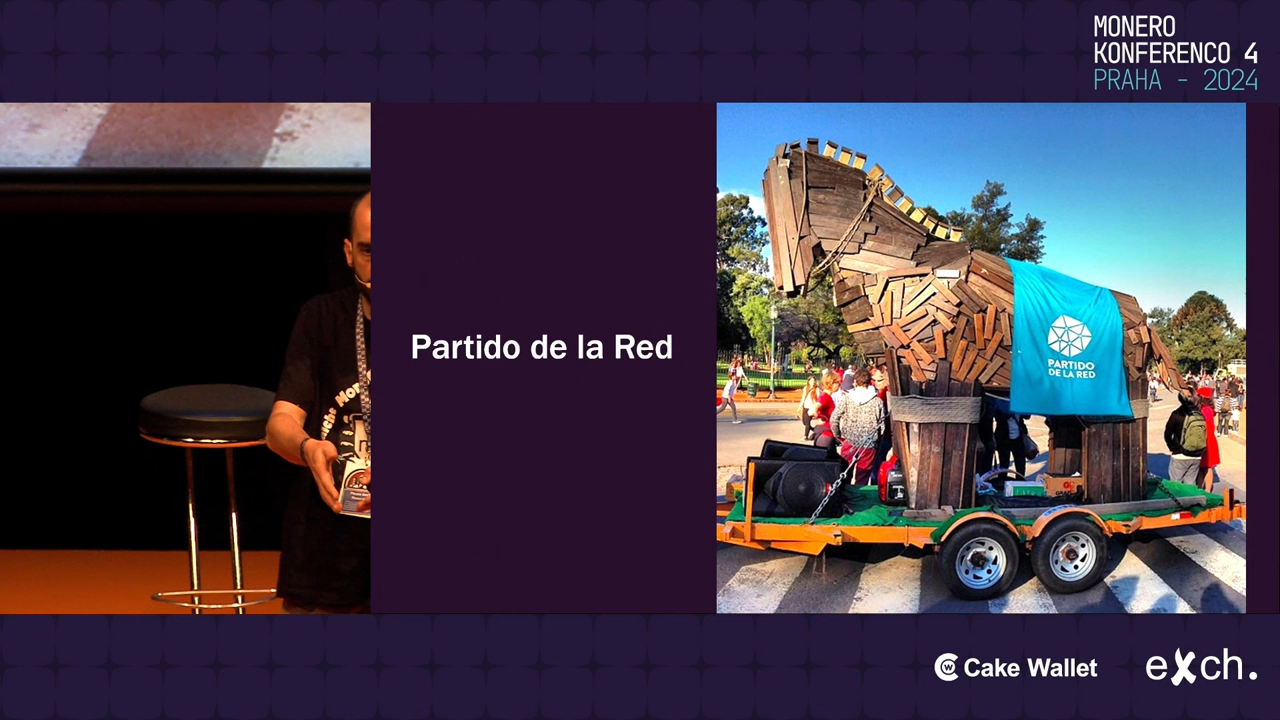 MONERO
KONFERENCO 4
PRAHA - 2024
Partido de la Red
PARTIDO
DE LA RED
Cake Wallet
exch.